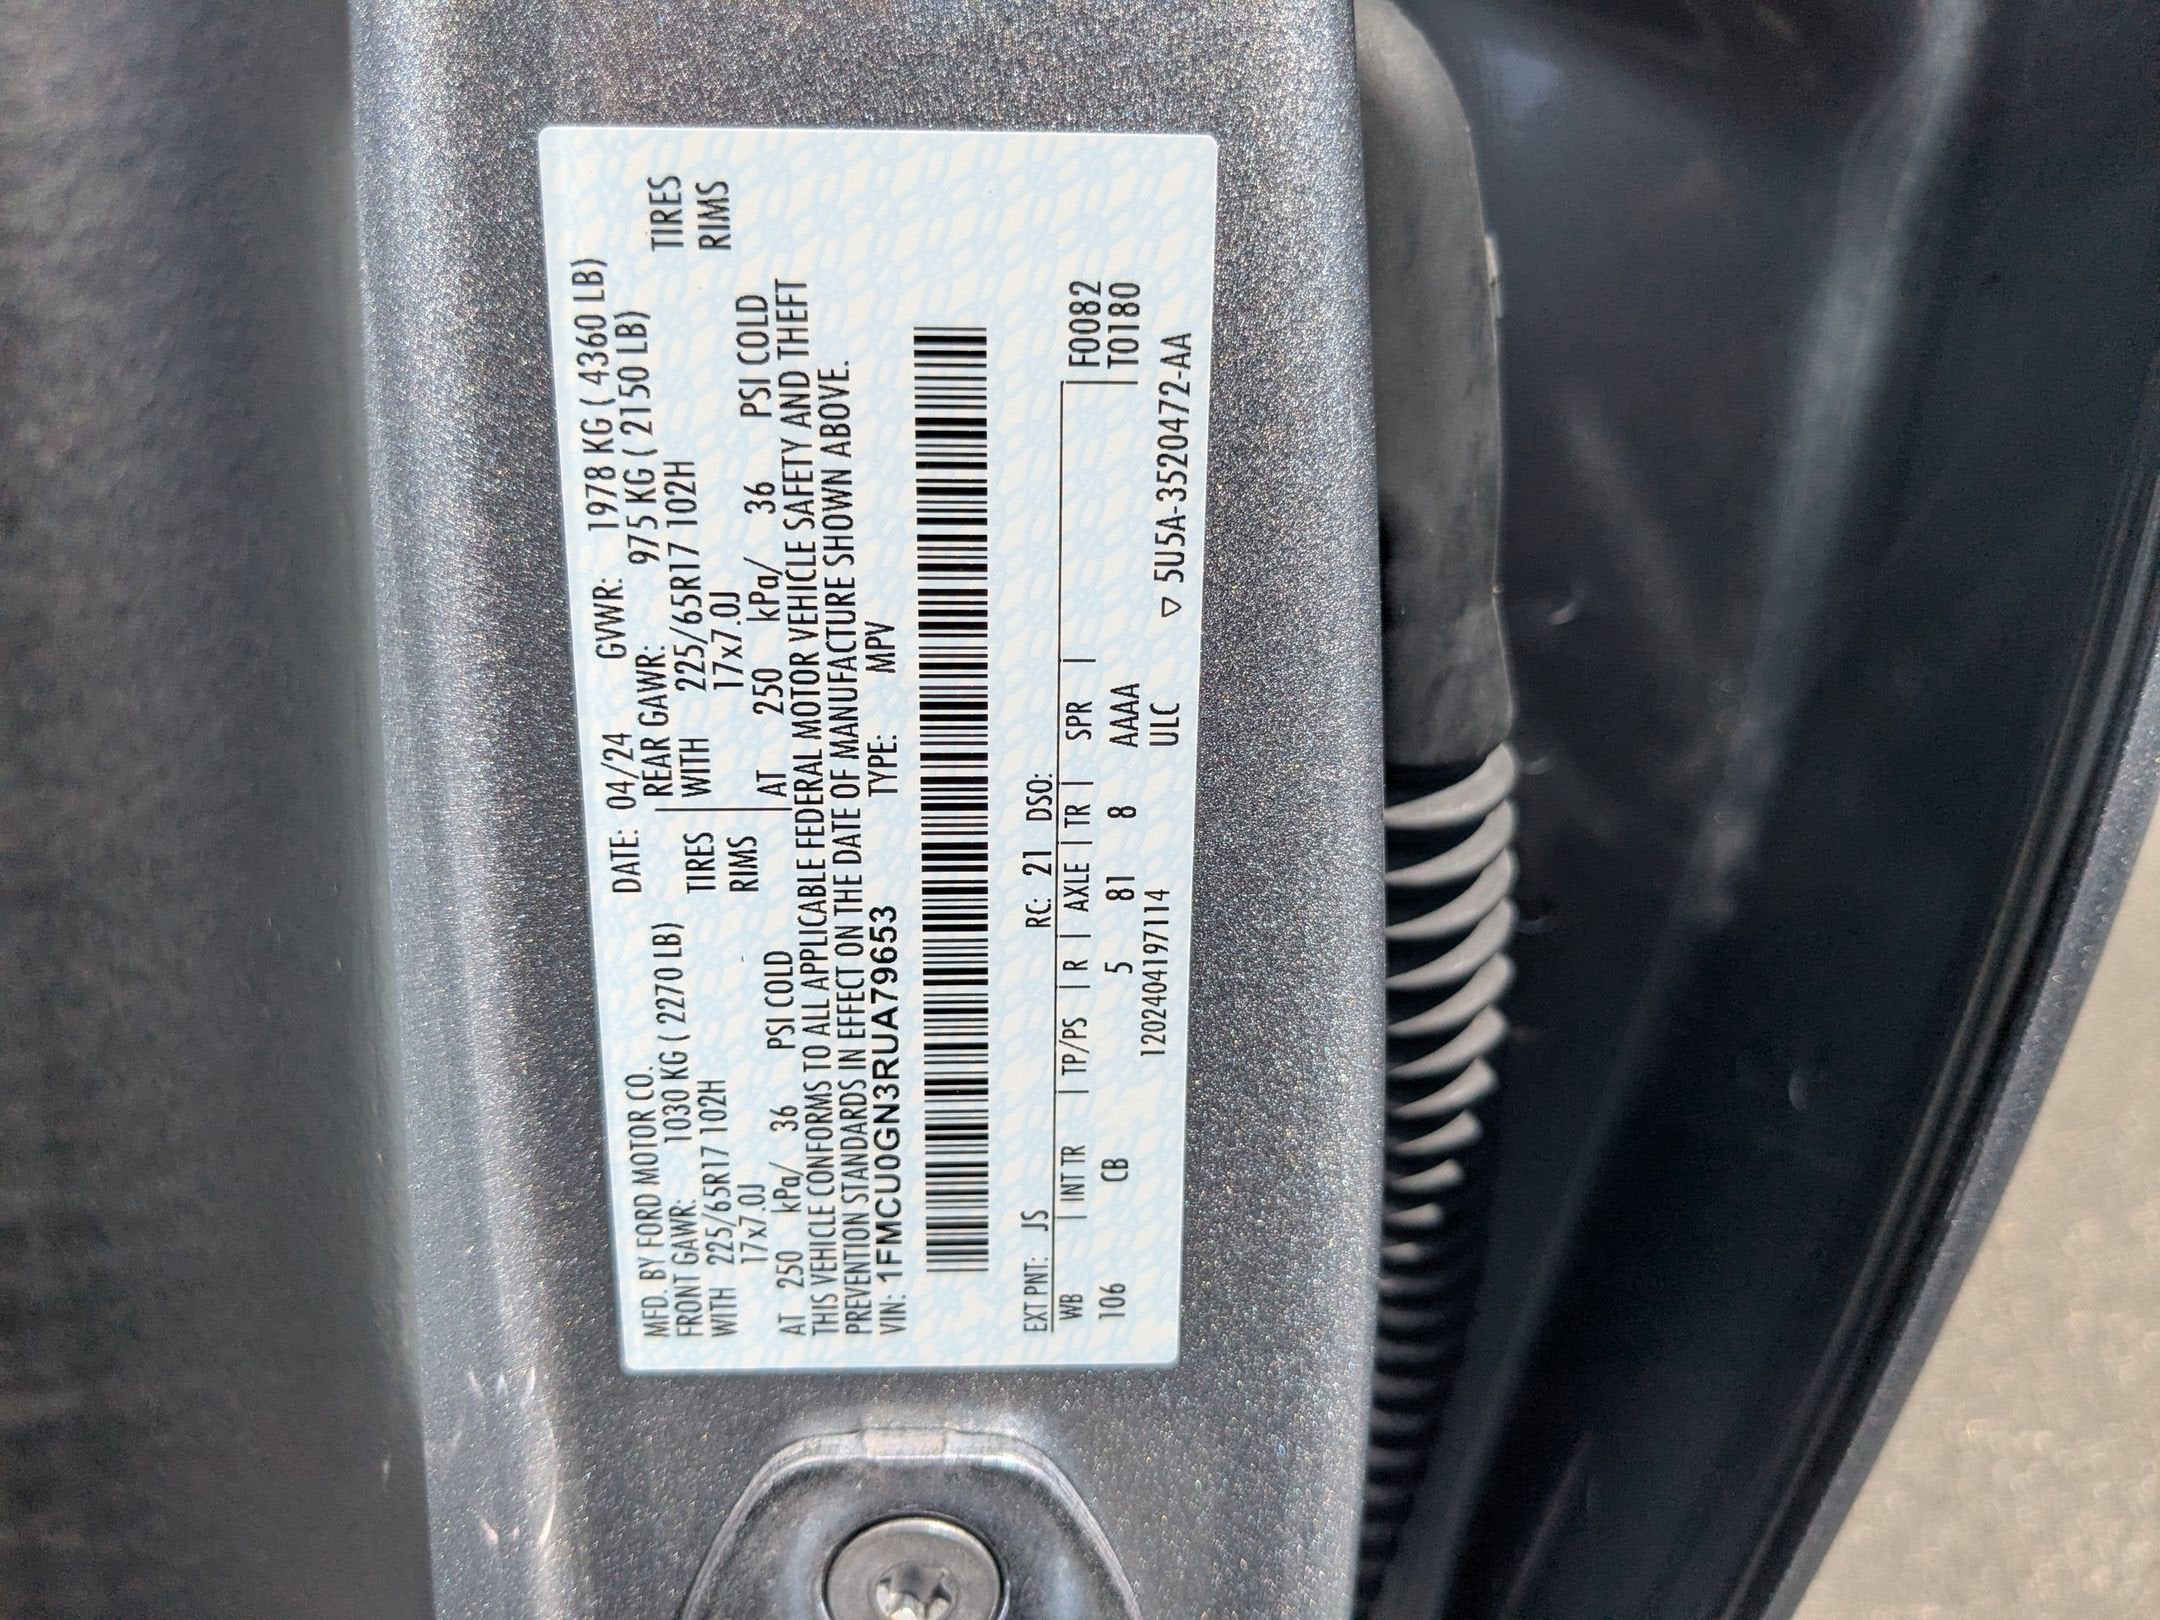 MFD. BY FORD MOTOR CO. DATE: 04/24 GVWR: 1978 KG ( 4360 LB)
FRONT GAWR: 1030 KG ( 2270 LB) REAR GAWR: 975 KG ( 2150 LB)
WITH 225/65R17 102H TIRES WITH 225/65R17 102H TIRES
17x7.0J RIMS 17x7.0J RIMS
AT 250 kPa/ 36 PSI COLD AT 250 kPa/ 36 PSI COLD
THIS VEHICLE CONFORMS TO ALL APPLICABLE FEDERAL MOTOR VEHICLE SAFETY AND THEFT
PREVENTION STANDARDS IN EFFECT ON THE DATE OF MANUFACTURE SHOWN ABOVE.
VIN: 1FMCU0GN3RUA79653 TYPE: MPV
EXT PNT: JS RC: 21 DSO:
WB | INT TR | TP/PS | R | AXLE | TR | SPR | F0082
106 CB 5 81 8 AAAA T0180
12024041971​14 ULC ▽ 5U5A-3520472-AA